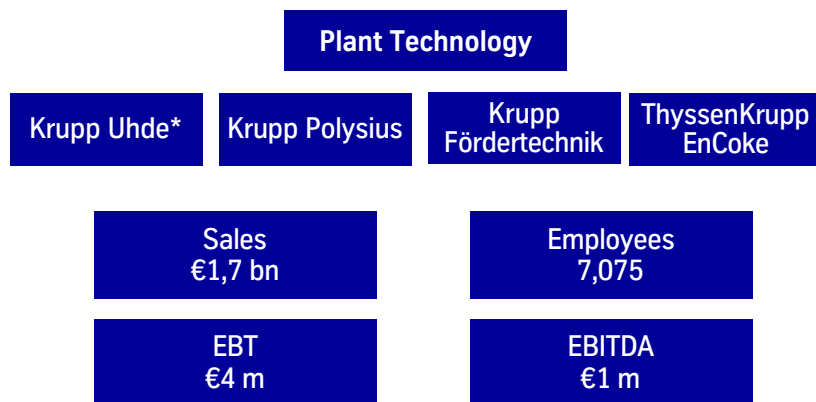 Plant Technology
Krupp Uhde*
Krupp Polysius
Krupp
Fördertechnik
ThyssenKrupp
EnCoke
Sales
€1,7 bn
Employees
7,075
EBT
€4 m
EBITDA
€1 m